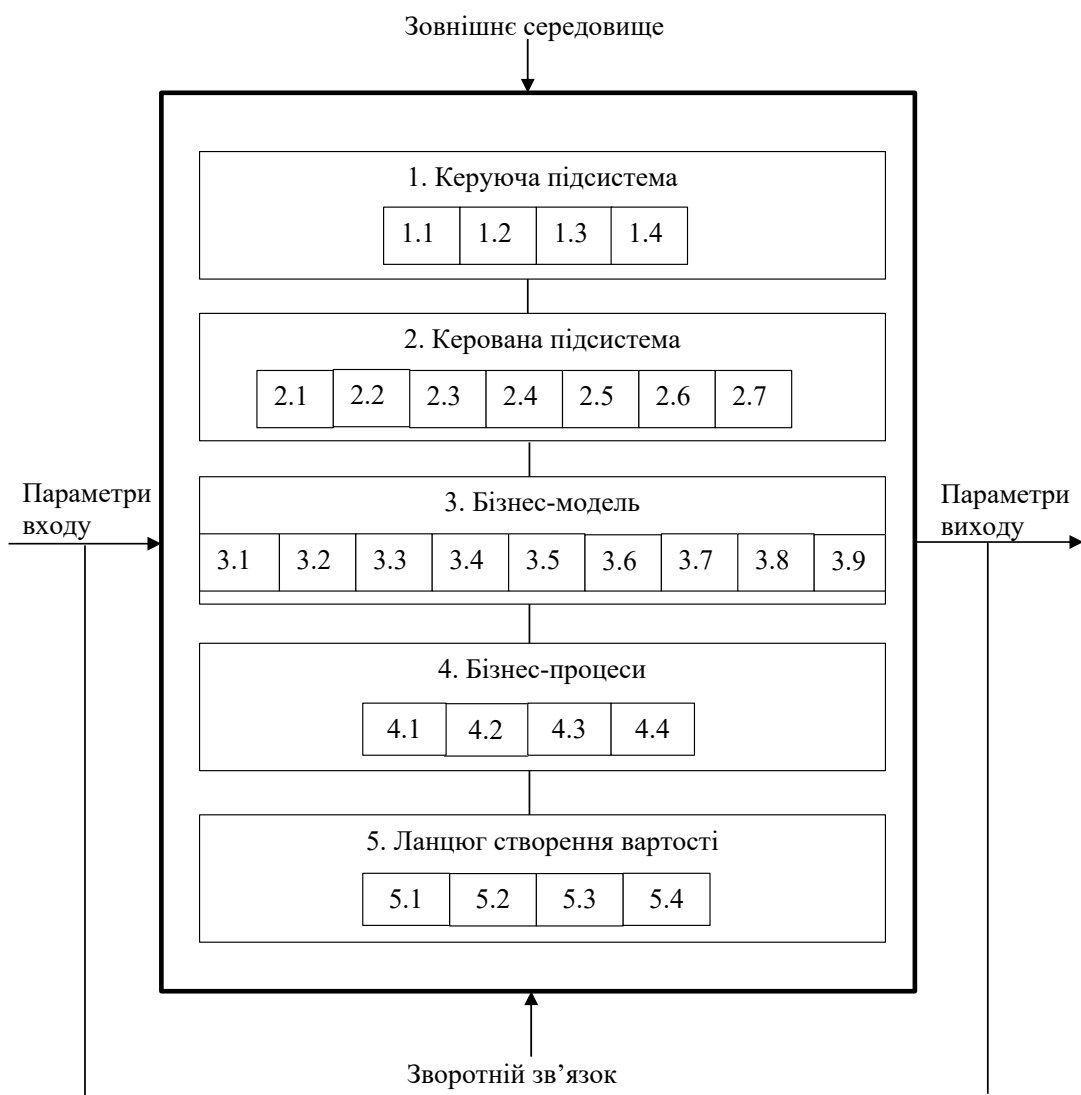 Зовнішнє середовище
1. Керуюча підсистема
1.1 1.2 1.3 1.4
2. Керована підсистема
2.1 2.2 2.3 2.4 2.5 2.6 2.7
Параметри
входу
3. Бізнес-модель
3.1 3.2 3.3 3.4 3.5 3.6 3.7 3.8 3.9
Параметри
виходу
4. Бізнес-процеси
4.1 4.2 4.3 4.4
5. Ланцюг створення вартості
5.1 5.2 5.3 5.4
Зворотній зв’язок